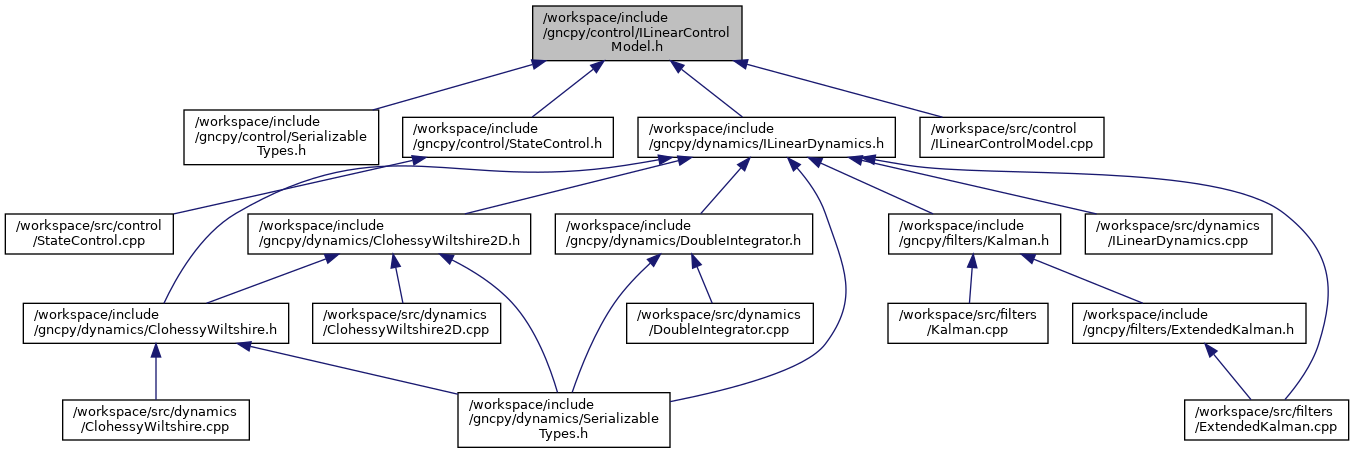 /workspace/include
/gncpy/control/ILinearControl
Model.h
/workspace/include
/gncpy/control/Serializable
Types.h
/workspace/include
/gncpy/control/StateControl.h
/workspace/include
/gncpy/dynamics/ILinearDynamics.h
/workspace/src/control
/ILinearControlModel.cpp
/workspace/src/control
/StateControl.cpp
/workspace/include
/gncpy/dynamics/ClohessyWiltshire2D.h
/workspace/include
/gncpy/dynamics/DoubleIntegrator.h
/workspace/include
/gncpy/filters/Kalman.h
/workspace/src/dynamics
/ILinearDynamics.cpp
/workspace/include
/gncpy/dynamics/ClohessyWiltshire.h
/workspace/src/dynamics
/ClohessyWiltshire2D.cpp
/workspace/src/dynamics
/DoubleIntegrator.cpp
/workspace/src/filters
/Kalman.cpp
/workspace/include
/gncpy/filters/ExtendedKalman.h
/workspace/src/dynamics
/ClohessyWiltshire.cpp
/workspace/include
/gncpy/dynamics/Serializable
Types.h
/workspace/src/filters
/ExtendedKalman.cpp